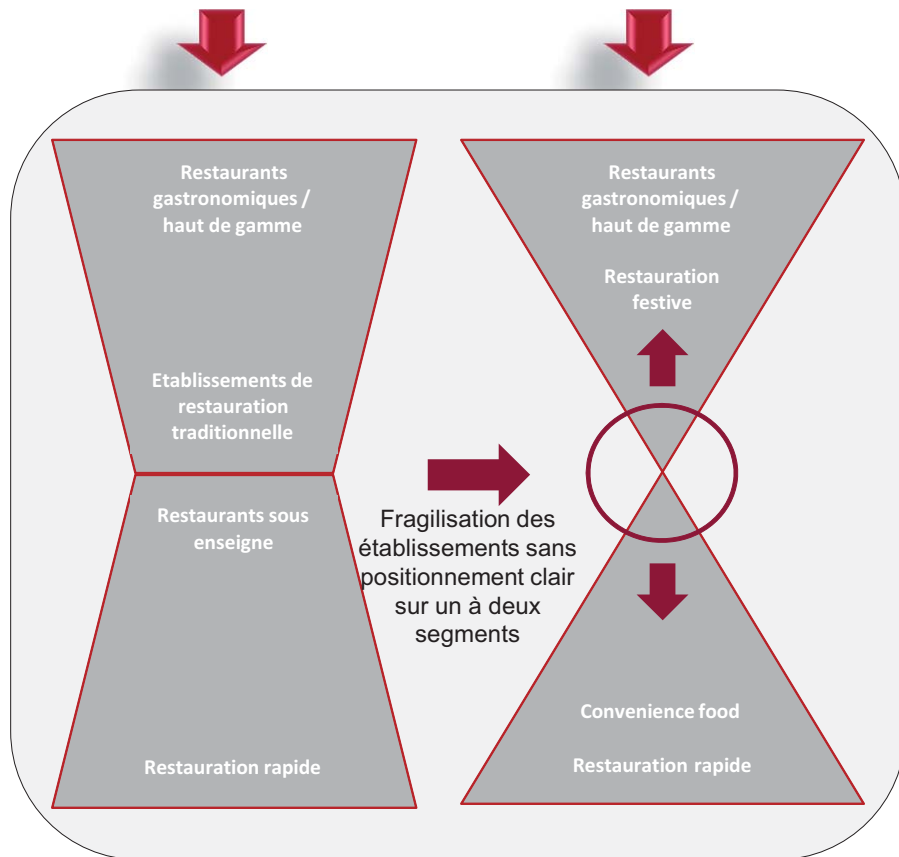 Restaurants
gastronomiques /
haut de gamme
Etablissements de
restauration
traditionnelle
Restaurants sous
enseigne
Restauration rapide
Fragilisation des
établissements sans
positionnement clair
sur un à deux
segments
Restaurants
gastronomiques /
haut de gamme
Restauration
festive
Convenience food
Restauration rapide